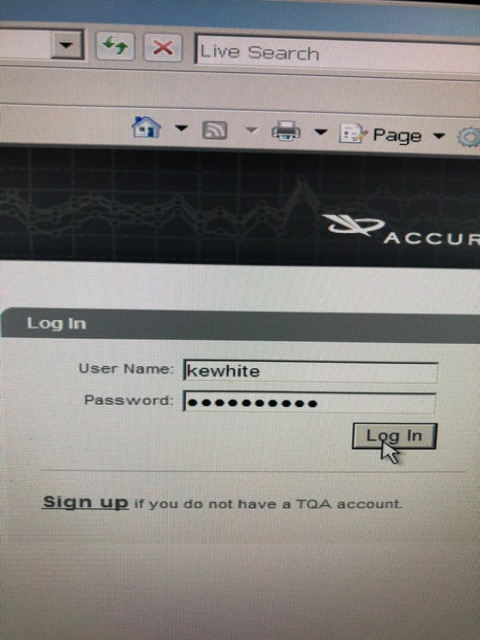 Live Search
Page
ACCUR
Log In
User Name: kewhite
Password: ●●●●●●●●●●
Log In
Sign up if you do not have a TQA account.